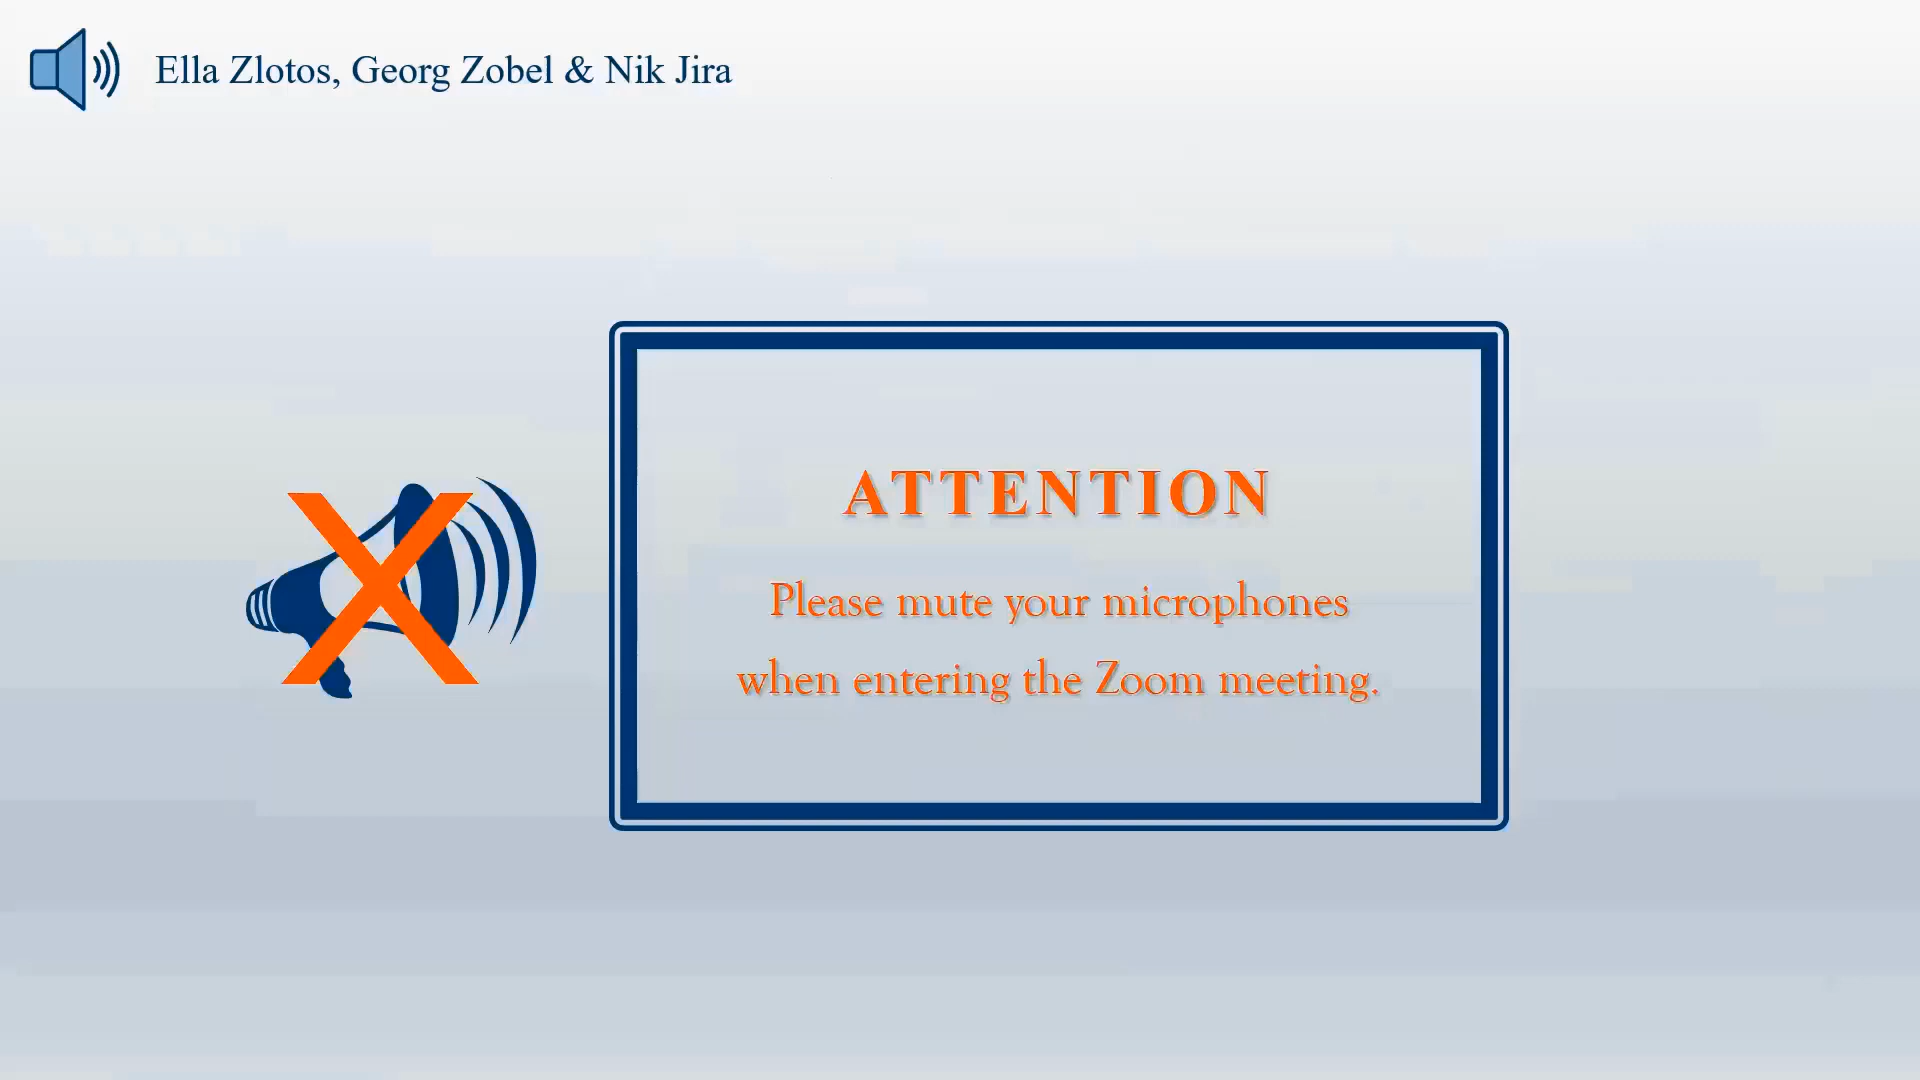 Ella Zlotos, Georg Zobel & Nik Jira
ATTENTION
Please mute your microphones
when entering the Zoom meeting.